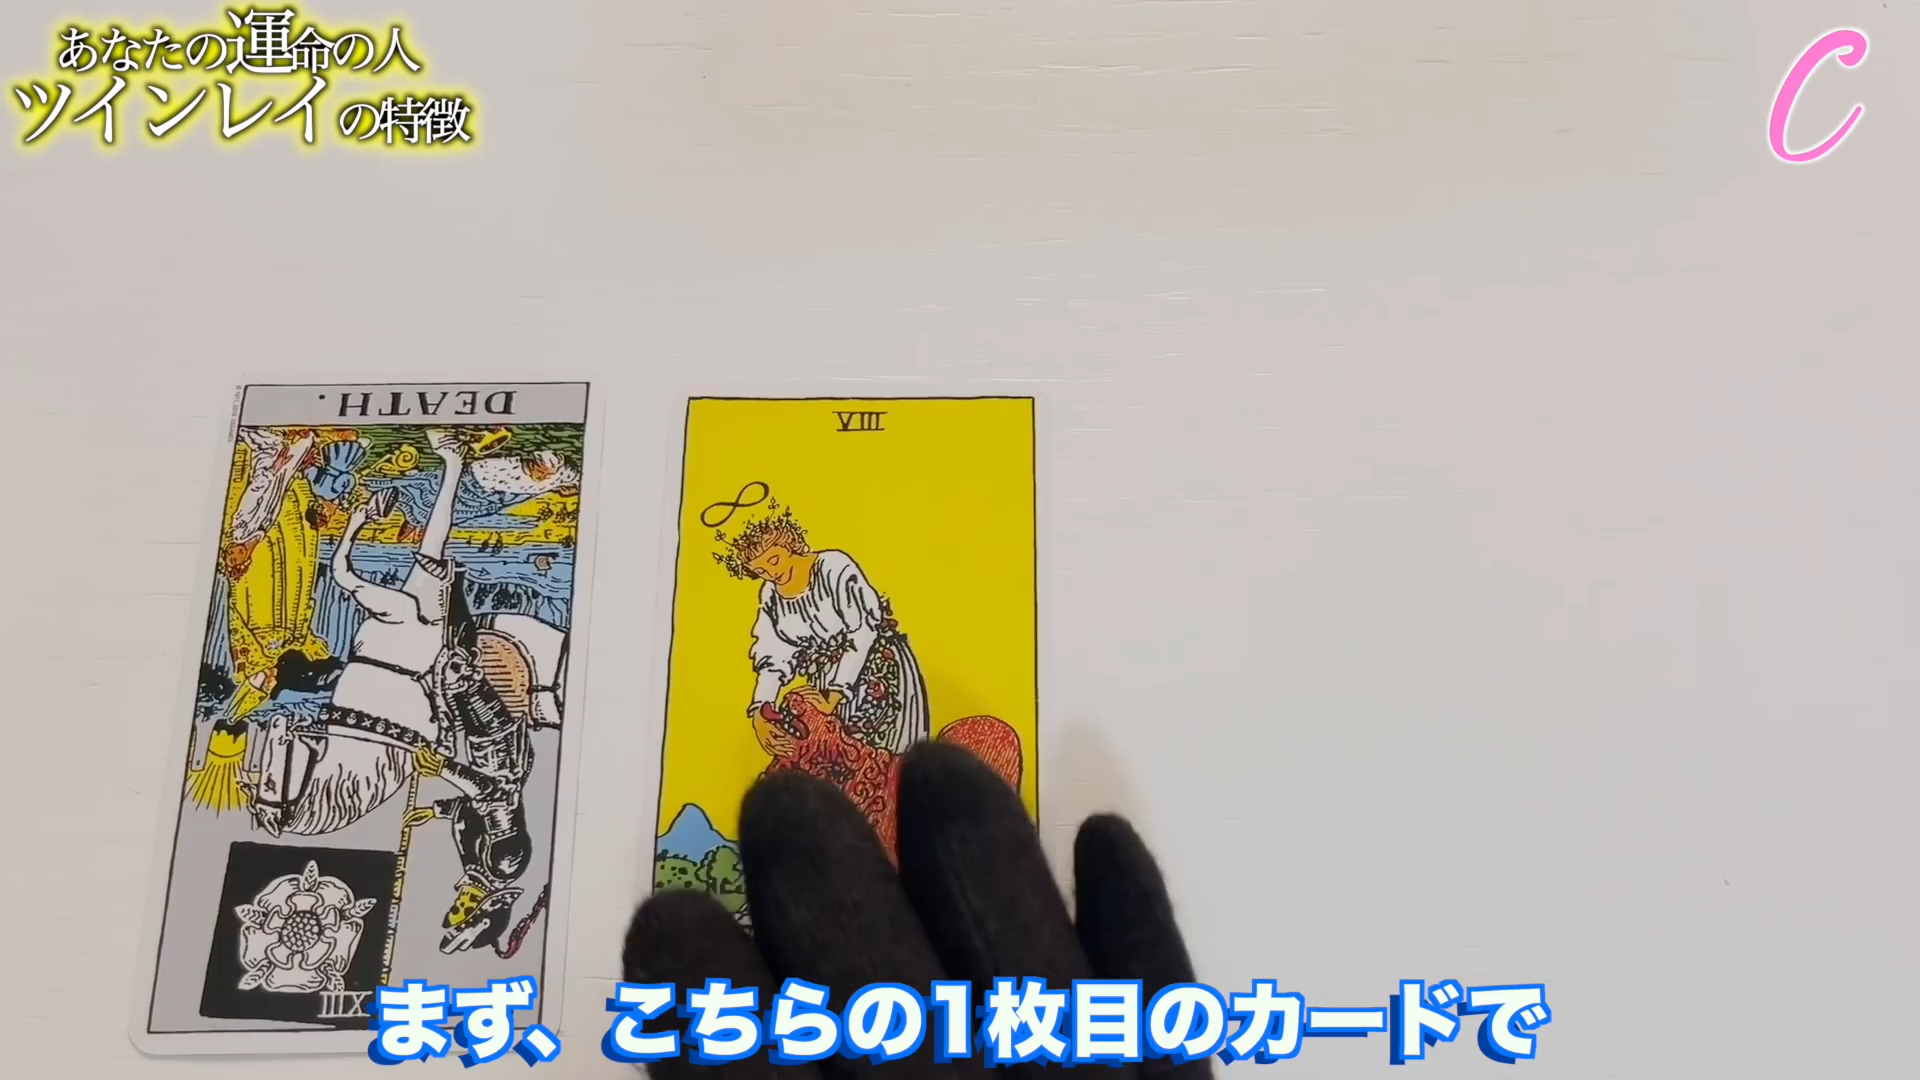 あなたの運命の人
ツインレイの特徴
C
DEATH.
VIII
XIII
まず、こちらの1枚目のカードで